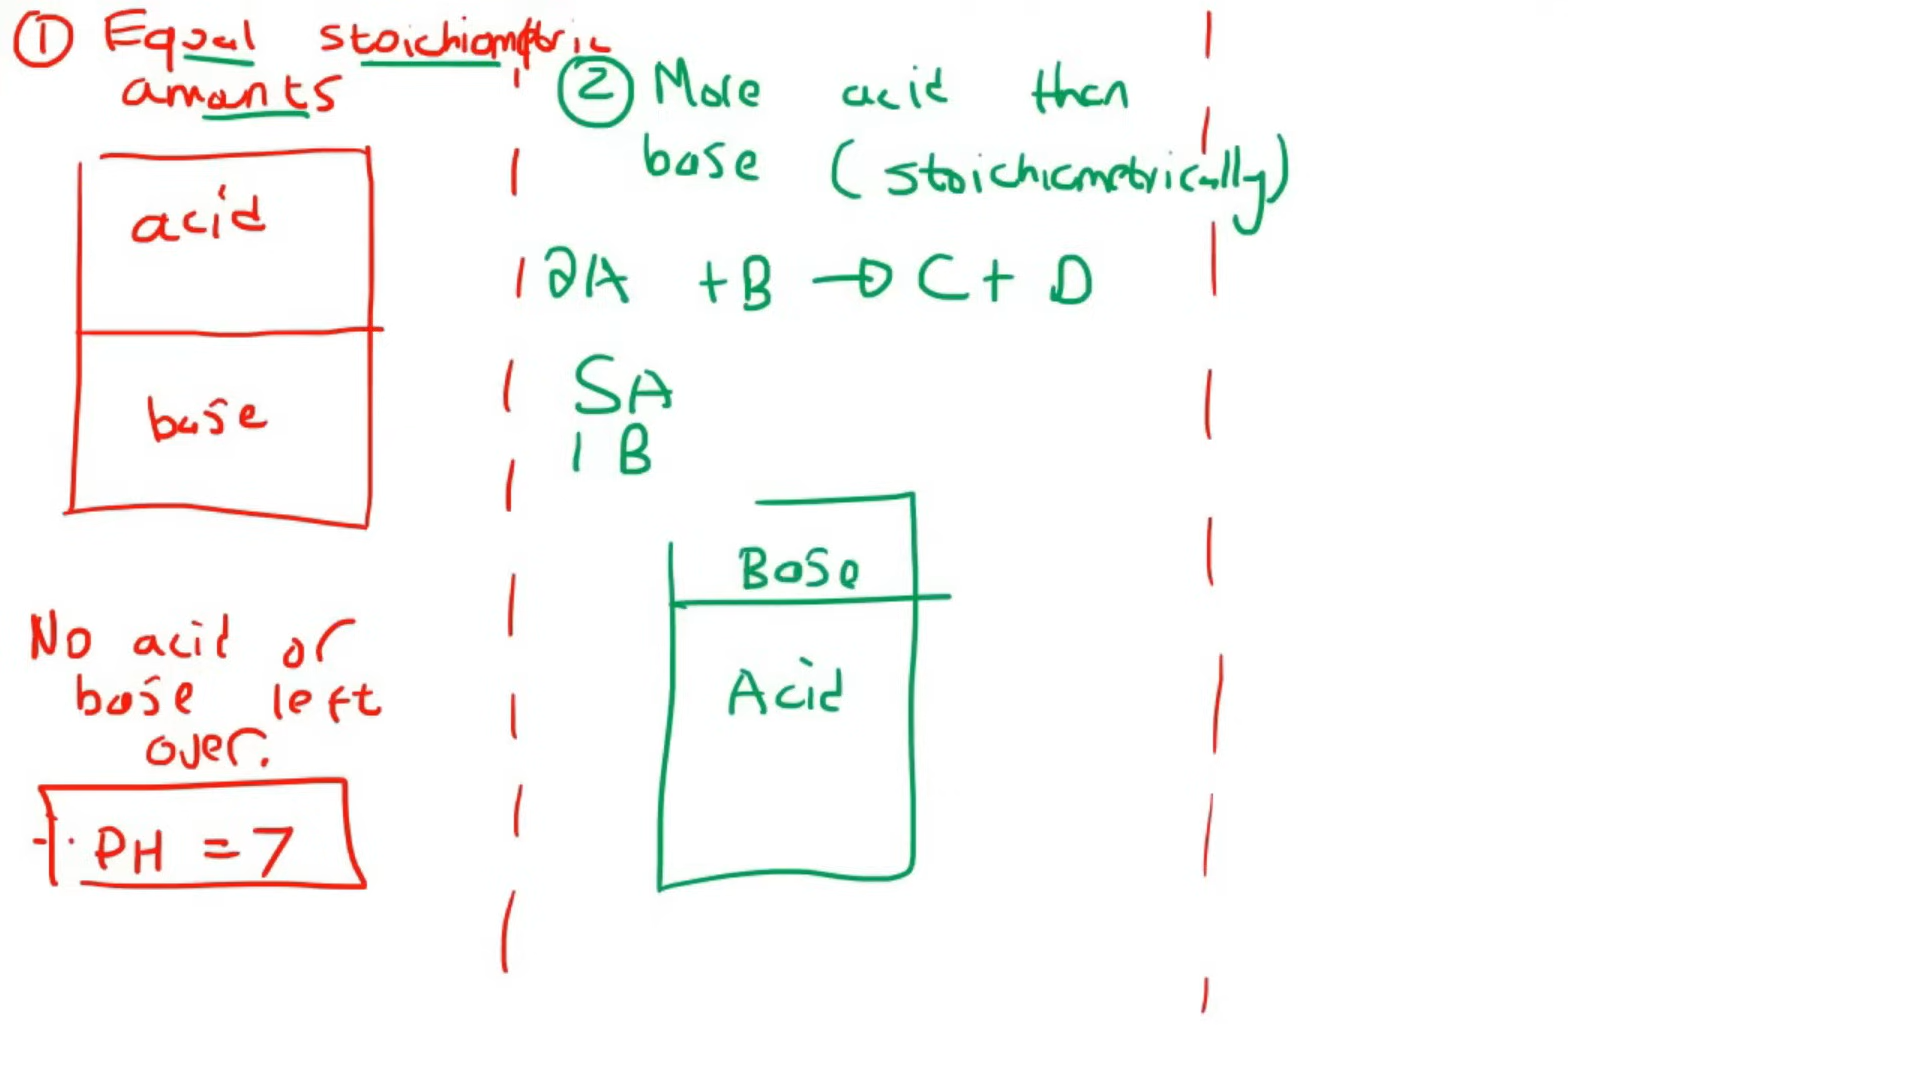 ① Equal stoichiometric
amounts
acid
base
No acid or
base left
over.
∴ PH = 7
② More acid than
base (stoichiometrically)
2A + B → C + D
5A
1 B
Base
Acid